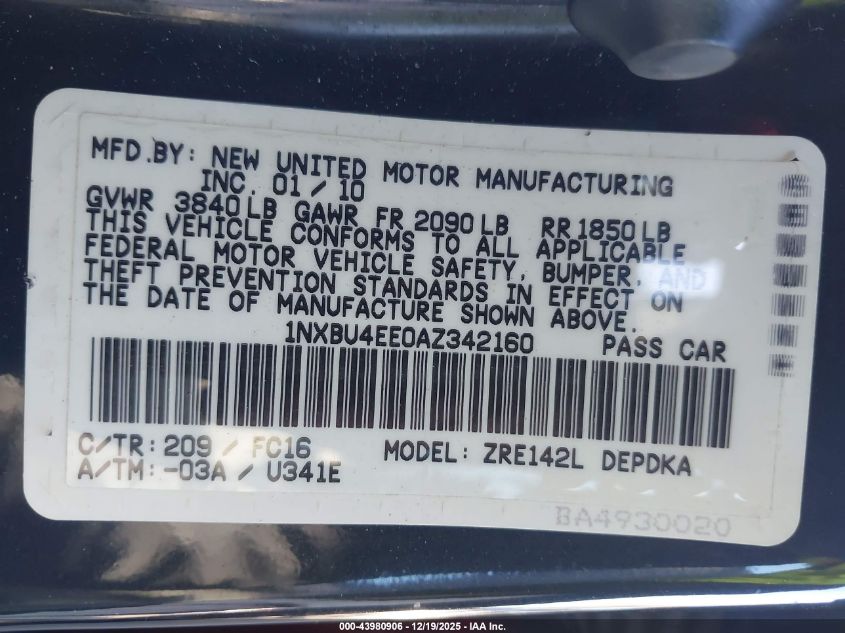 MFD.BY: NEW UNITED MOTOR MANUFACTURING
INC. 01/10
GVWR 3840LB GAWR FR 2090LB RR1850LB
THIS VEHICLE CONFORMS TO ALL APPLICABLE
FEDERAL MOTOR VEHICLE SAFETY, BUMPER, AND
THEFT PREVENTION STANDARDS IN EFFECT ON
THE DATE OF MANUFACTURE SHOWN ABOVE.
1NXBU4EE0AZ342160 PASS CAR
C/TR: 209 / FC16 MODEL: ZRE142L DEPDKA
A/TM: -03A / U341E
BA4930020
000-43980906 - 12/19/2025 - IAA Inc.